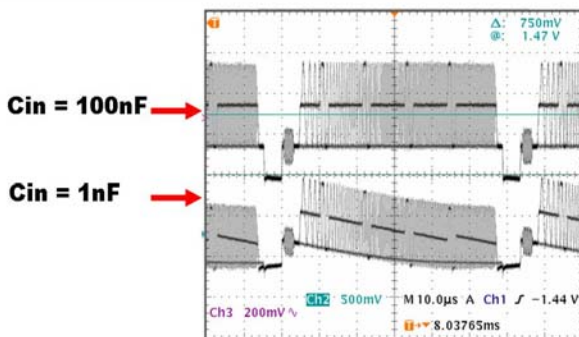 Δ: 750mV
@: 1.47 V
Cin = 100nF
Cin = 1nF
Ch2 500mV M 10.0µs A Ch1 ∫ −1.44 V
Ch3 200mV∿
T→▾ 8.03765ms